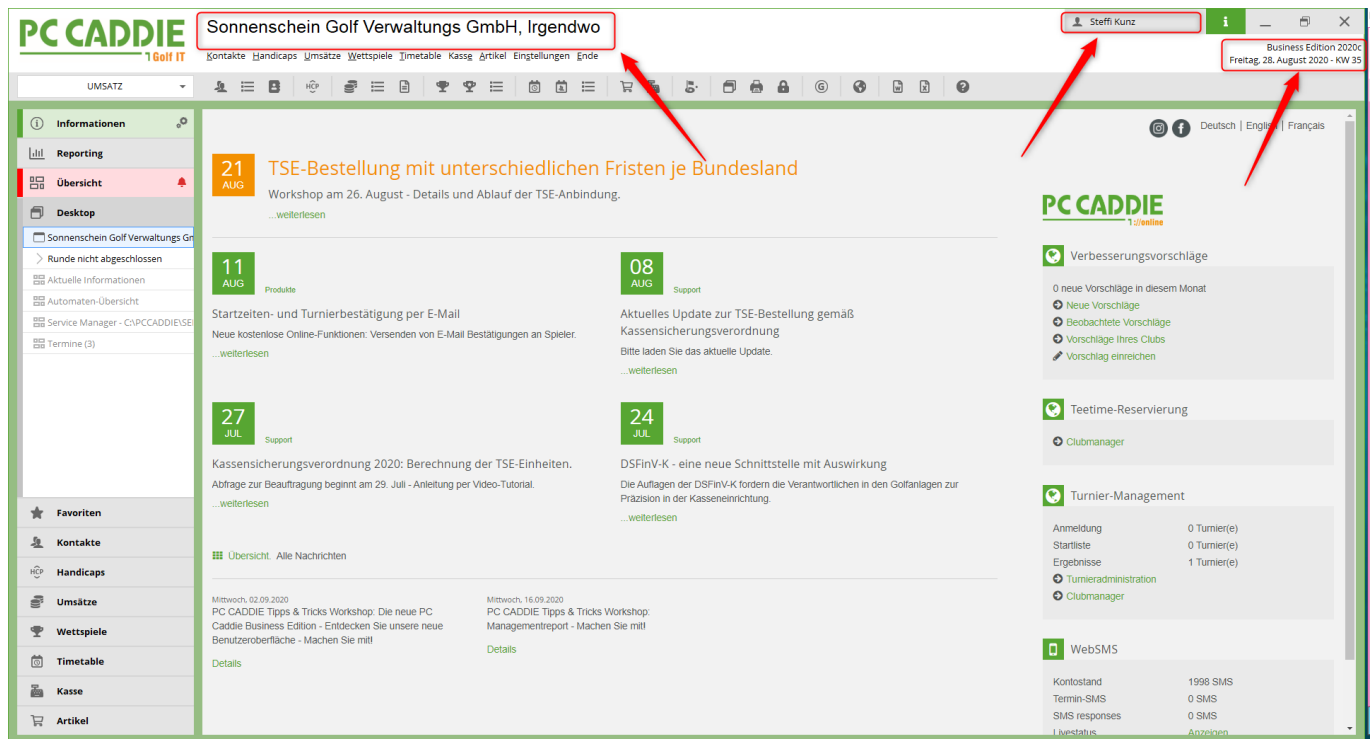 PC CADDIE
Golf IT
Sonnenschein Golf Verwaltungs GmbH, Irgendwo
Kontakte Handicaps Umsätze Wettspiele Timetable Kasse Artikel Einstellungen Ende
Steffi Kunz
i
Business Edition 2020c
Freitag, 28. August 2020 - KW 35
UMSATZ
HCP
G
Informationen
Reporting
Übersicht
Desktop
Sonnenschein Golf Verwaltungs Gm
Runde nicht abgeschlossen
Aktuelle Informationen
Automaten-Übersicht
Service Manager - C:\PCCADDIE\SE
Termine (3)
Favoriten
Kontakte
HCP Handicaps
Umsätze
Wettspiele
Timetable
Kasse
Artikel
Deutsch | English | Français
21
AUG
TSE-Bestellung mit unterschiedlichen Fristen je Bundesland
Workshop am 26. August - Details und Ablauf der TSE-Anbindung.
...weiterlesen
11
AUG
Produkte
Startzeiten- und Turnierbestätigung per E-Mail
Neue kostenlose Online-Funktionen: Versenden von E-Mail Bestätigungen an Spieler.
...weiterlesen
08
AUG
Support
Aktuelles Update zur TSE-Bestellung gemäß
Kassensicherungsverordnung
Bitte laden Sie das aktuelle Update.
...weiterlesen
27
JUL
Support
Kassensicherungsverordnung 2020: Berechnung der TSE-Einheiten.
Abfrage zur Beauftragung beginnt am 29. Juli - Anleitung per Video-Tutorial.
...weiterlesen
24
JUL
Support
DSFinV-K - eine neue Schnittstelle mit Auswirkung
Die Auflagen der DSFinV-K fordern die Verantwortlichen in den Golfanlagen zur
Präzision in der Kasseneinrichtung.
...weiterlesen
Übersicht. Alle Nachrichten
Mittwoch, 02.09.2020
PC CADDIE Tipps & Tricks Workshop: Die neue PC
Caddie Business Edition - Entdecken Sie unsere neue
Benutzeroberfläche - Machen Sie mit!
Details
Mittwoch, 16.09.2020
PC CADDIE Tipps & Tricks Workshop:
Managementreport - Machen Sie mit!
Details
PC CADDIE
://online
Verbesserungsvorschläge
0 neue Vorschläge in diesem Monat
Neue Vorschläge
Beobachtete Vorschläge
Vorschläge Ihres Clubs
Vorschlag einreichen
Teetime-Reservierung
Clubmanager
Turnier-Management
Anmeldung 0 Turnier(e)
Startliste 0 Turnier(e)
Ergebnisse 1 Turnier(e)
Turnieradministration
Clubmanager
WebSMS
Kontostand 1998 SMS
Termin-SMS 0 SMS
SMS responses 0 SMS
Livestatus Anzeigen